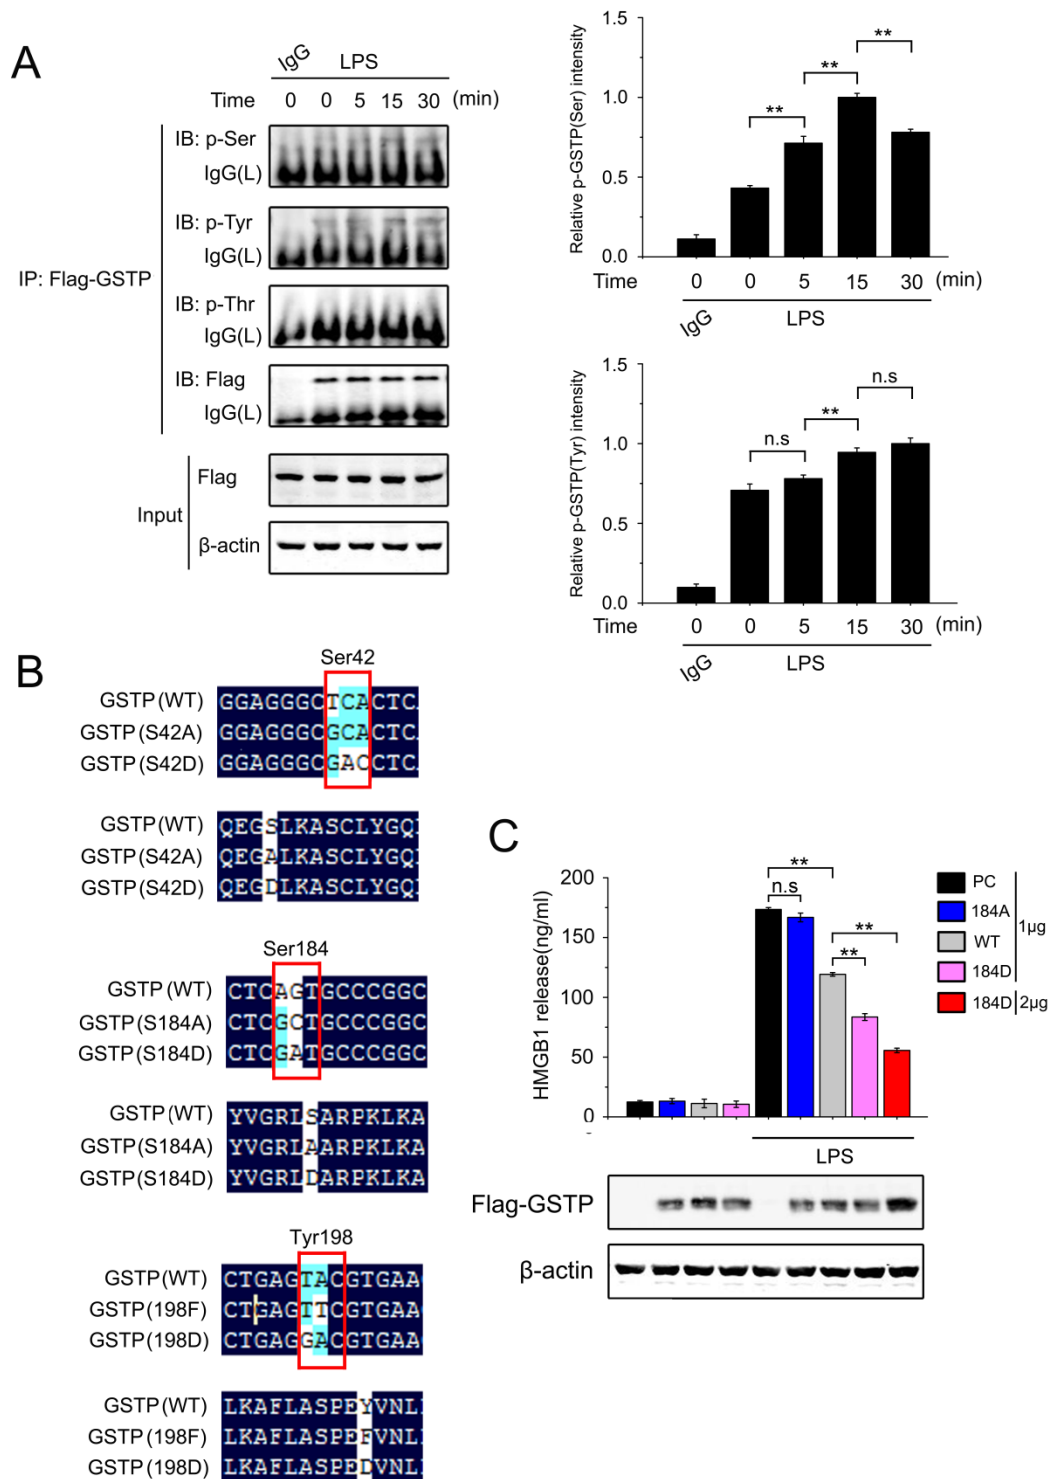 A
IgG LPS
Time 0 0 5 15 30 (min)
IB: p-Ser
IgG(L)
IB: p-Tyr
IgG(L)
IP: Flag-GSTP
IB: p-Thr
IgG(L)
IB: Flag
IgG(L)
Flag
Input
β-actin
Relative p-GSTP(Ser) intensity
1.5
1.0
0.5
0.0
** ** **
Time 0 0 5 15 30 (min)
IgG LPS
Relative p-GSTP(Tyr) intensity
1.5
1.0
0.5
0.0
n.s ** n.s
Time 0 0 5 15 30 (min)
IgG LPS
B
Ser42
GSTP(WT) GGAGGGCTCACTCA
GSTP(S42A) GGAGGGCGCACTCA
GSTP(S42D) GGAGGGCGACCTCA
GSTP(WT) QEGSLKASCLYGQ
GSTP(S42A) QEGALKASCLYGQ
GSTP(S42D) QEGDLKASCLYGQ
Ser184
GSTP(WT) CTCAGTGCCCGGC
GSTP(S184A) CTCGCTGCCCGGC
GSTP(S184D) CTCGATGCCCGGC
GSTP(WT) YVGRLSARPKLKA
GSTP(S184A) YVGRLAARPKLKA
GSTP(S184D) YVGRLDARPKLKA
Tyr198
GSTP(WT) CTGAGTACGTGAA
GSTP(198F) CTGAGTTCGTGAA
GSTP(198D) CTGAGGACGTGAA
GSTP(WT) LKAFLASPEYVNL
GSTP(198F) LKAFLASPEFVNL
GSTP(198D) LKAFLASPEDVNL
C
HMGB1 release(ng/ml)
200
150
100
50
0
-
**
n.s
**
**
PC
184A
WT
184D
1μg
184D 2μg
LPS
Flag-GSTP
β-actin